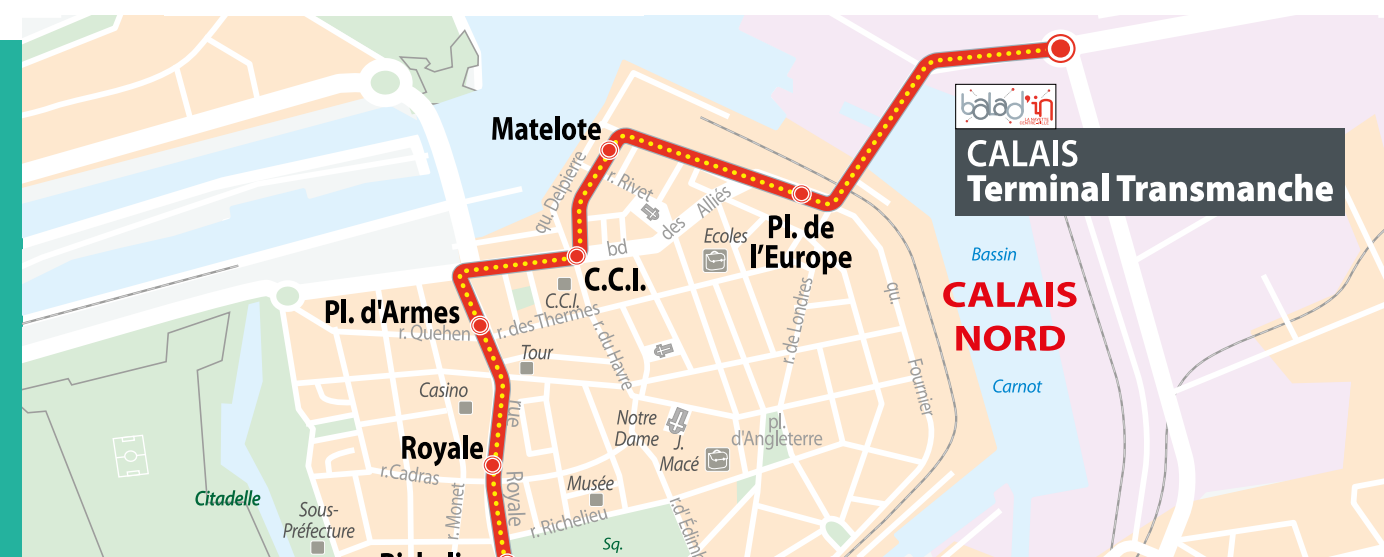 balad'in
CALAIS
Terminal Transmanche
Matelote
qu. Delpierre
r. Rivet
bd
des
Alliés
Ecoles
Pl. de
l'Europe
Bassin
CALAIS
NORD
Carnot
C.C.I.
C.C.I.
Pl. d'Armes
r. Quehen
r. des Thermes
r. du Havre
r. de Londres
qu.
Fournier
Tour
Casino
rue
Royale
Notre
Dame
J.
Macé
pl.
d'Angleterre
Royale
r.Cadras
r. Monet
Musée
r. Richelieu
Citadelle
Sous-
Préfecture
Sq.